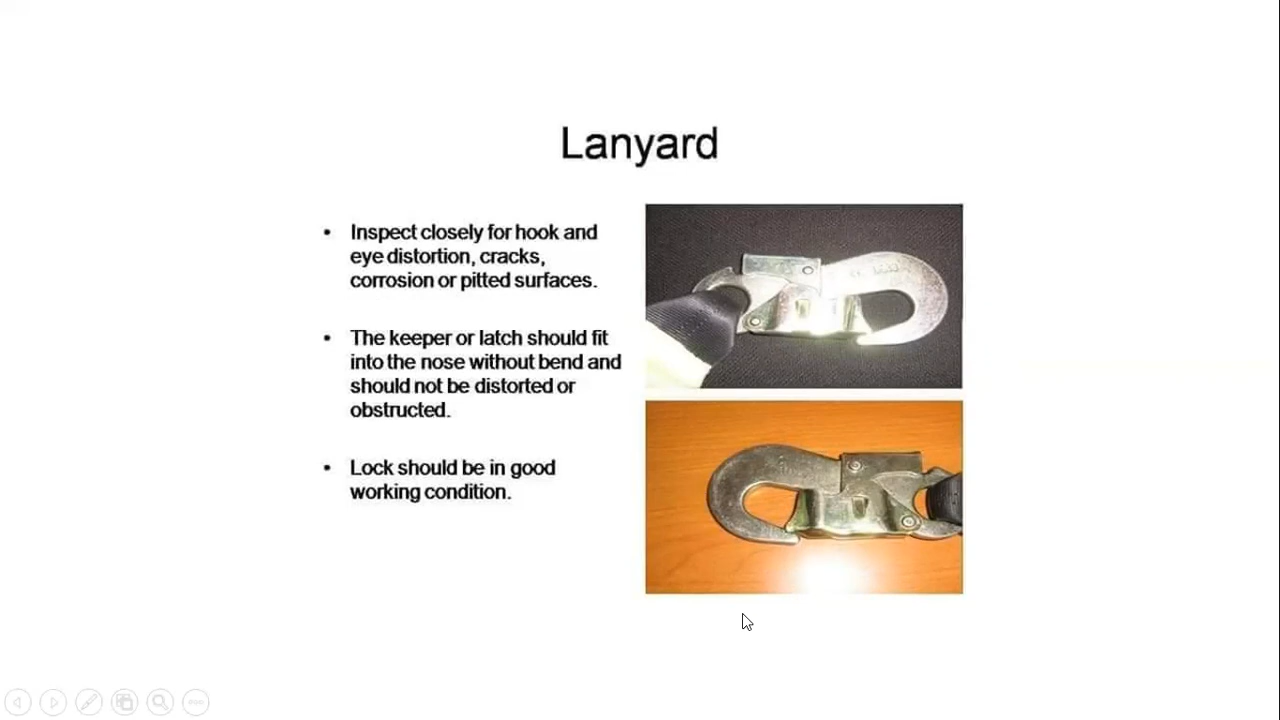 Lanyard
• Inspect closely for hook and
eye distortion, cracks,
corrosion or pitted surfaces.
• The keeper or latch should fit
into the nose without bend and
should not be distorted or
obstructed.
• Lock should be in good
working condition.